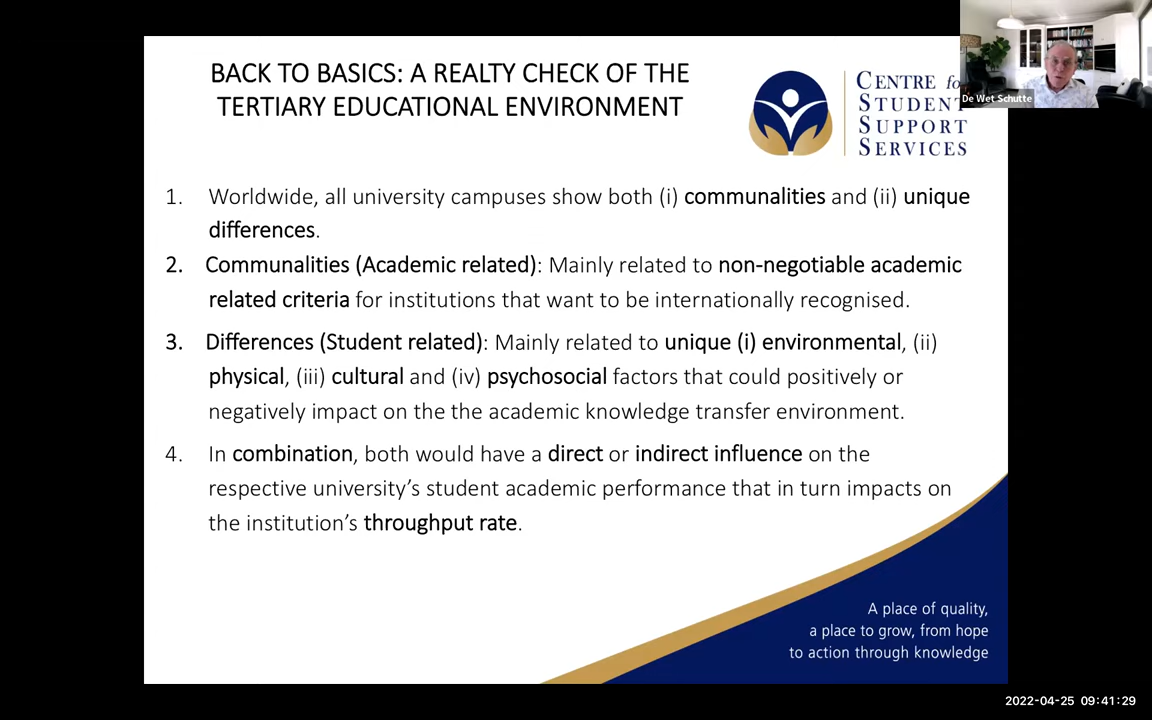 BACK TO BASICS: A REALTY CHECK OF THE
TERTIARY EDUCATIONAL ENVIRONMENT
CENTRE fo
STUDENT
SUPPORT
SERVICES
De Wet Schutte
1. Worldwide, all university campuses show both (i) communalities and (ii) unique
differences.
2. Communalities (Academic related): Mainly related to non-negotiable academic
related criteria for institutions that want to be internationally recognised.
3. Differences (Student related): Mainly related to unique (i) environmental, (ii)
physical, (iii) cultural and (iv) psychosocial factors that could positively or
negatively impact on the the academic knowledge transfer environment.
4. In combination, both would have a direct or indirect influence on the
respective university’s student academic performance that in turn impacts on
the institution’s throughput rate.
A place of quality,
a place to grow, from hope
to action through knowledge
2022-04-25 09:41:29